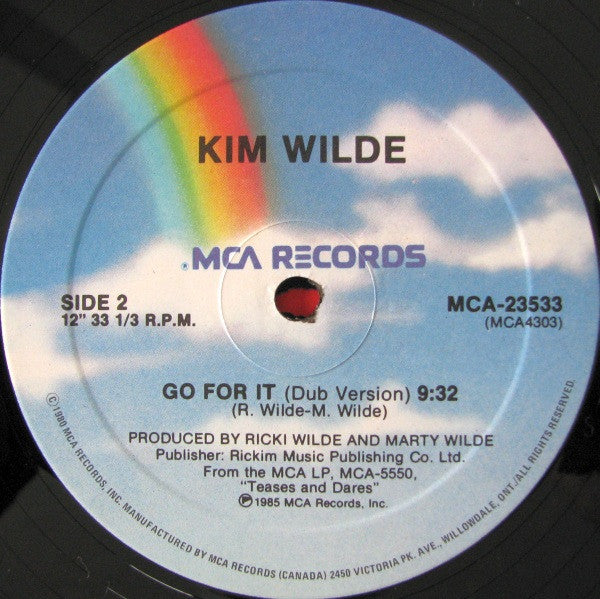 KIM WILDE
MCA RECORDS
SIDE 2
12" 33 1/3 R.P.M.
MCA-23533
(MCA4303)
GO FOR IT (Dub Version) 9:32
(R. Wilde-M. Wilde)
PRODUCED BY RICKI WILDE AND MARTY WILDE
Publisher: Rickim Music Publishing Co. Ltd.
From the MCA LP, MCA-5550,
"Teases and Dares"
℗1985 MCA Records, Inc.
©1980 MCA RECORDS, INC. MANUFACTURED BY MCA RECORDS (CANADA) 2450 VICTORIA PK. AVE., WILLOWDALE, ONT./ALL RIGHTS RESERVED.